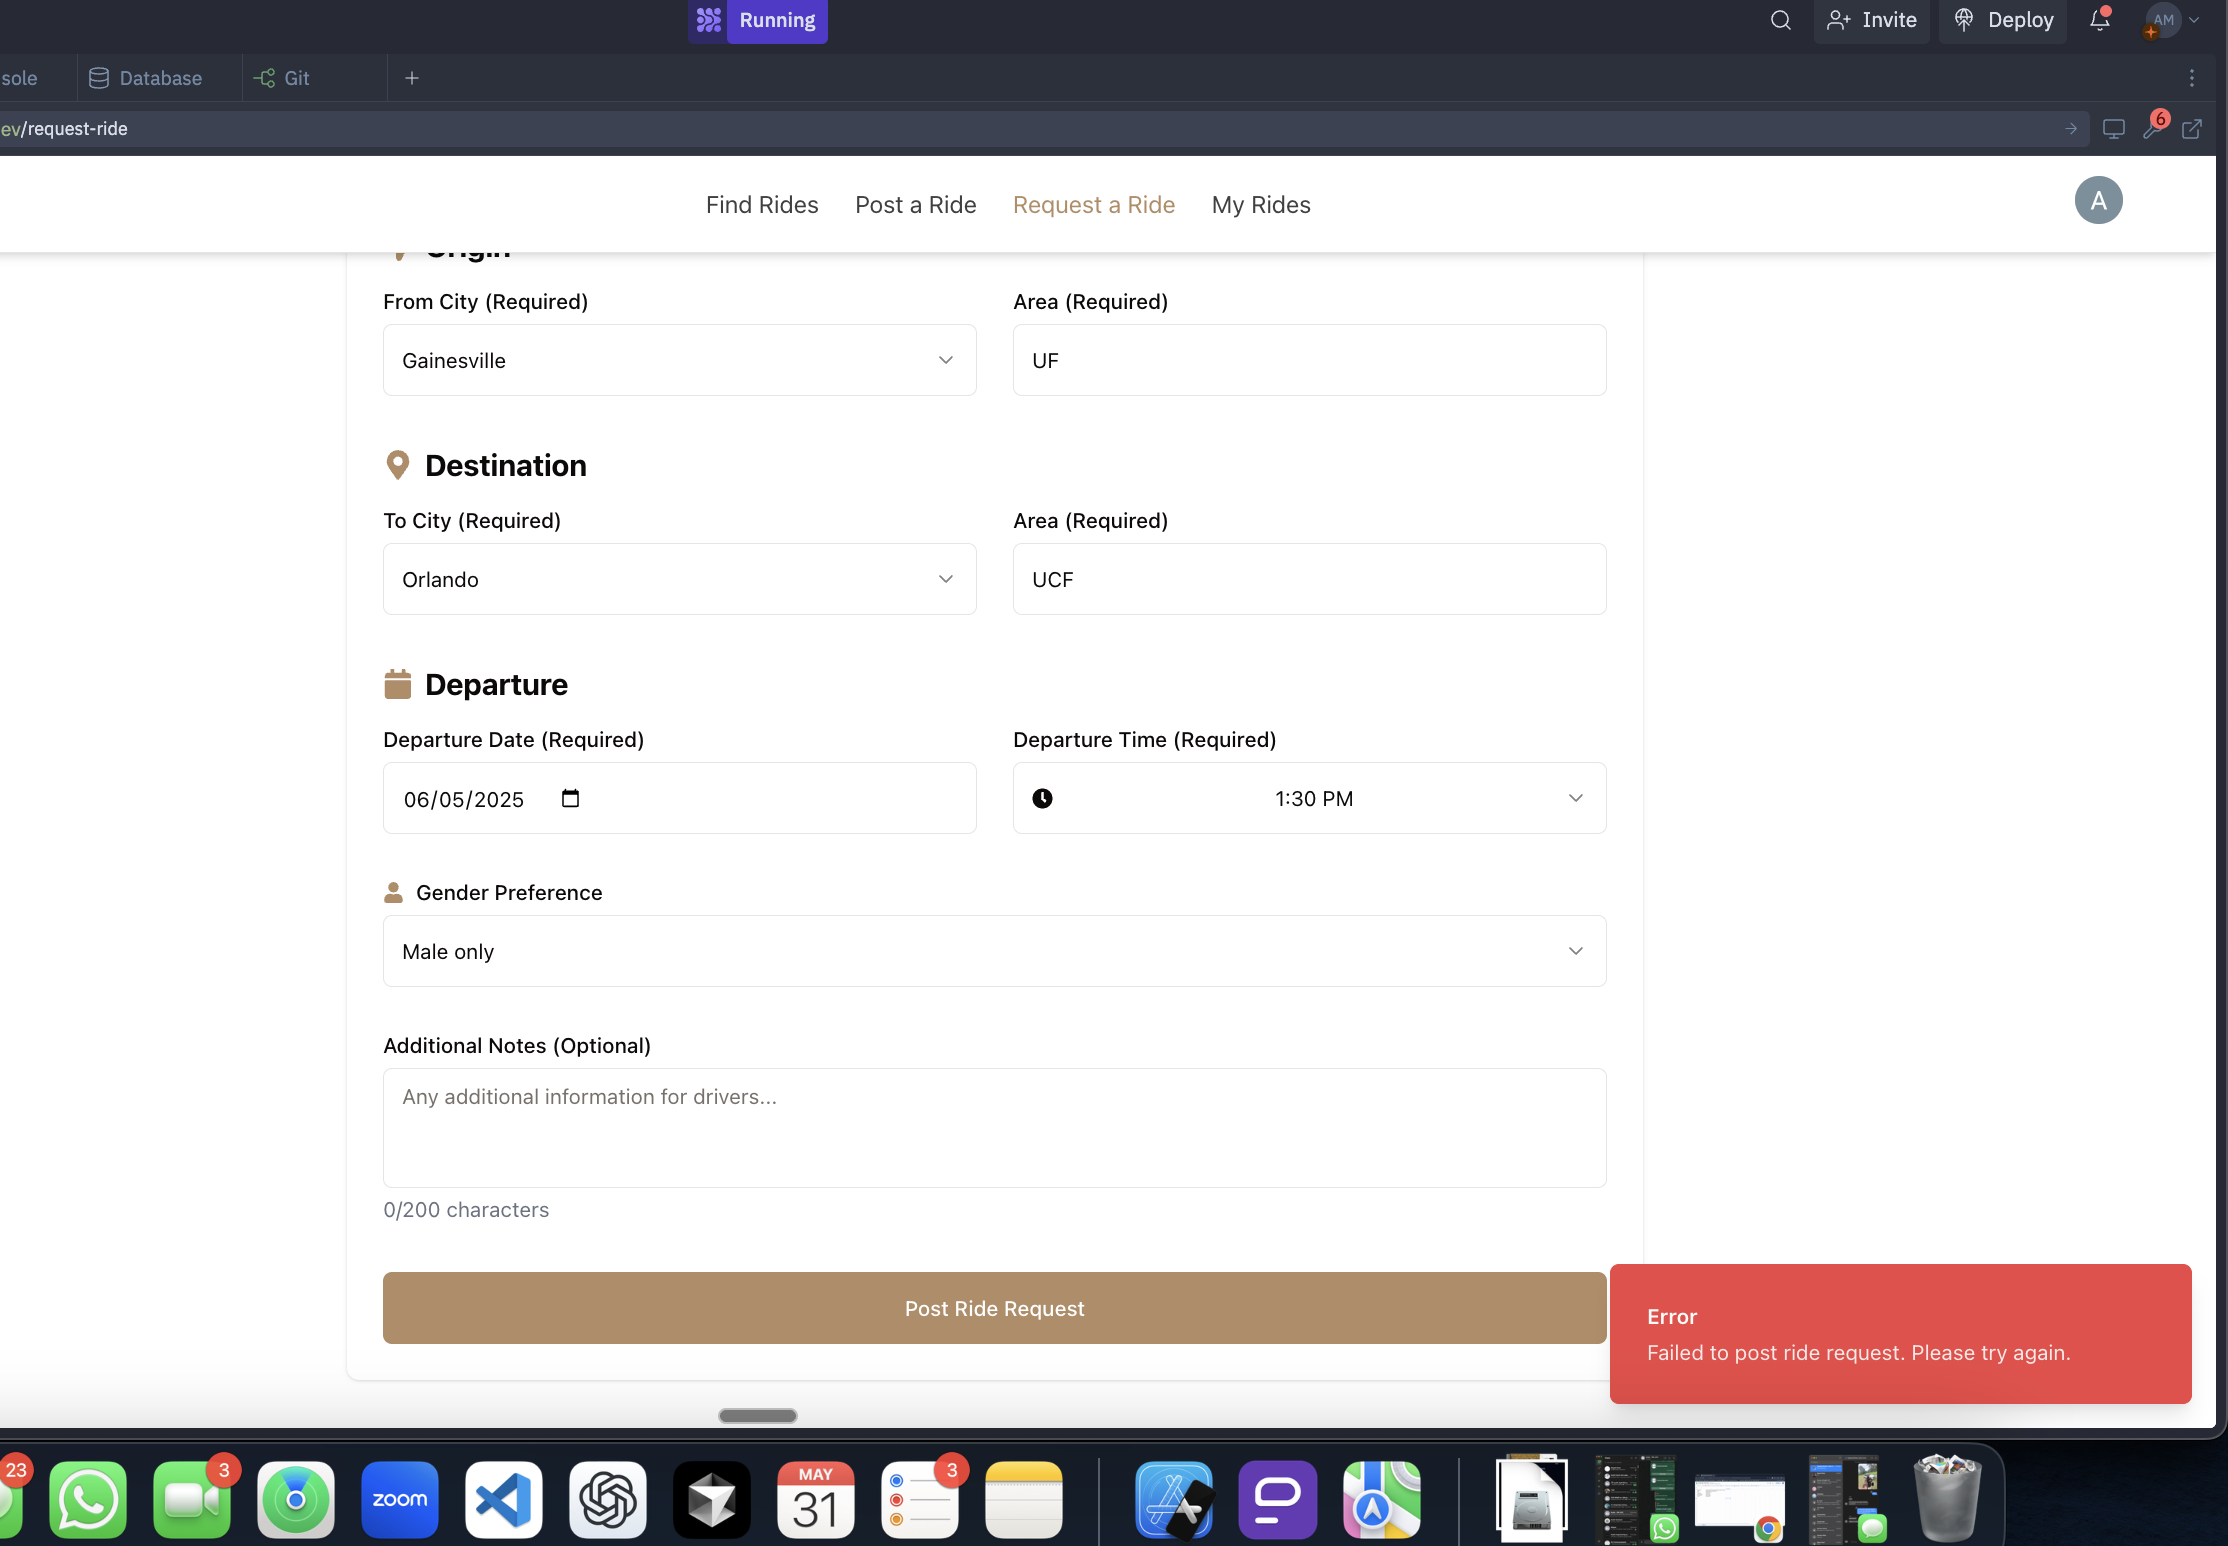 Running
Invite
Deploy
AM
sole
Database
Git
ev/request-ride
6
Find Rides
Post a Ride
Request a Ride
My Rides
A
Origin
From City (Required)
Area (Required)
Gainesville
UF
Destination
To City (Required)
Area (Required)
Orlando
UCF
Departure
Departure Date (Required)
Departure Time (Required)
06/05/2025
1:30 PM
Gender Preference
Male only
Additional Notes (Optional)
Any additional information for drivers...
0/200 characters
Post Ride Request
Error
Failed to post ride request. Please try again.
23
3
zoom
MAY
31
3